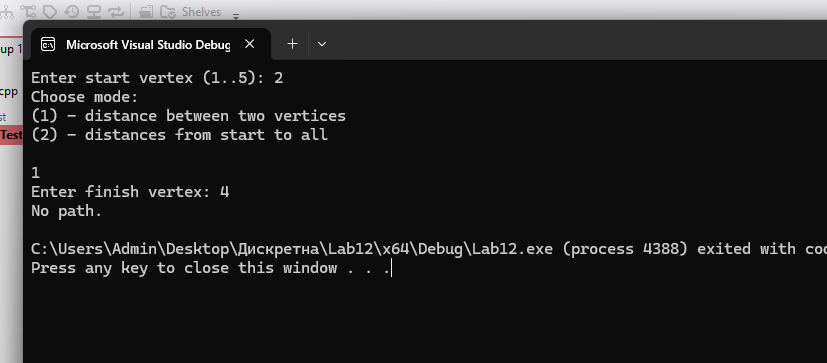 Shelves
up 1
Microsoft Visual Studio Debug
cpp
st
Test
Enter start vertex (1..5): 2
Choose mode:
(1) - distance between two vertices
(2) - distances from start to all
1
Enter finish vertex: 4
No path.
C:\Users\Admin\Desktop\Дискретна\Lab12\x64\Debug\Lab12.exe (process 4388) exited with cod
Press any key to close this window . . .